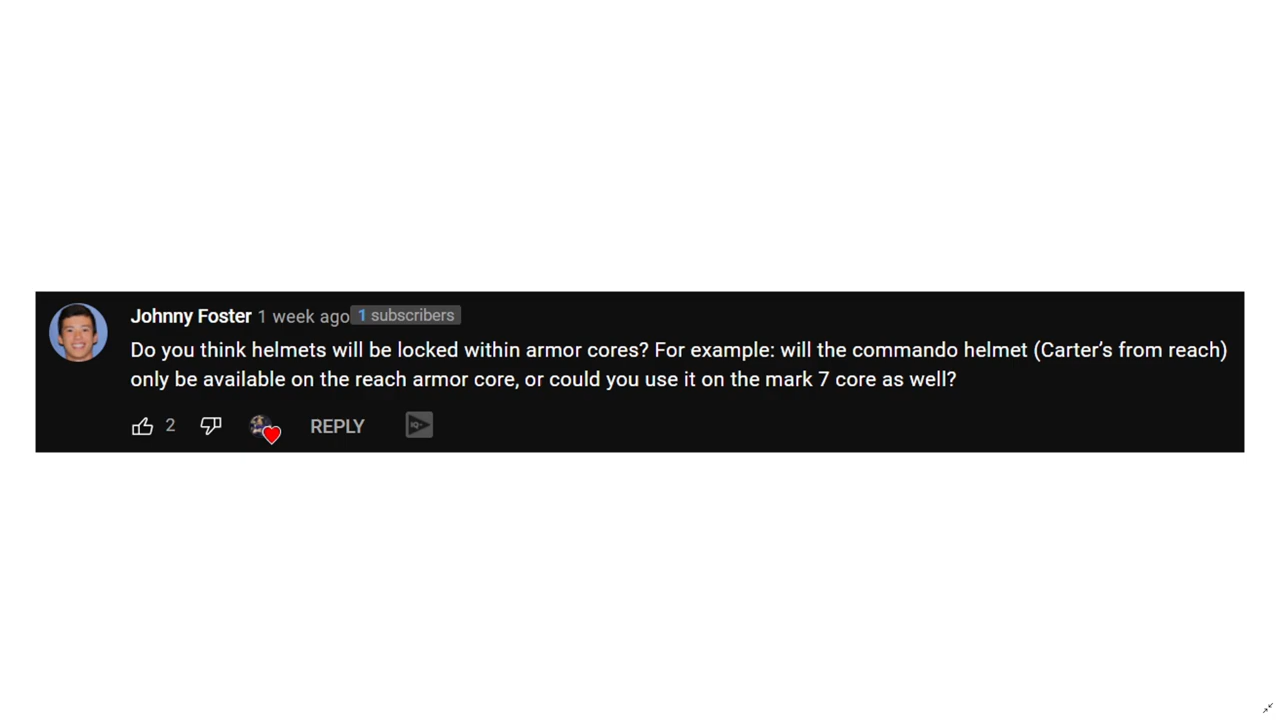 Johnny Foster 1 week ago 1 subscribers
Do you think helmets will be locked within armor cores? For example: will the commando helmet (Carter's from reach)
only be available on the reach armor core, or could you use it on the mark 7 core as well?
2 REPLY IQ